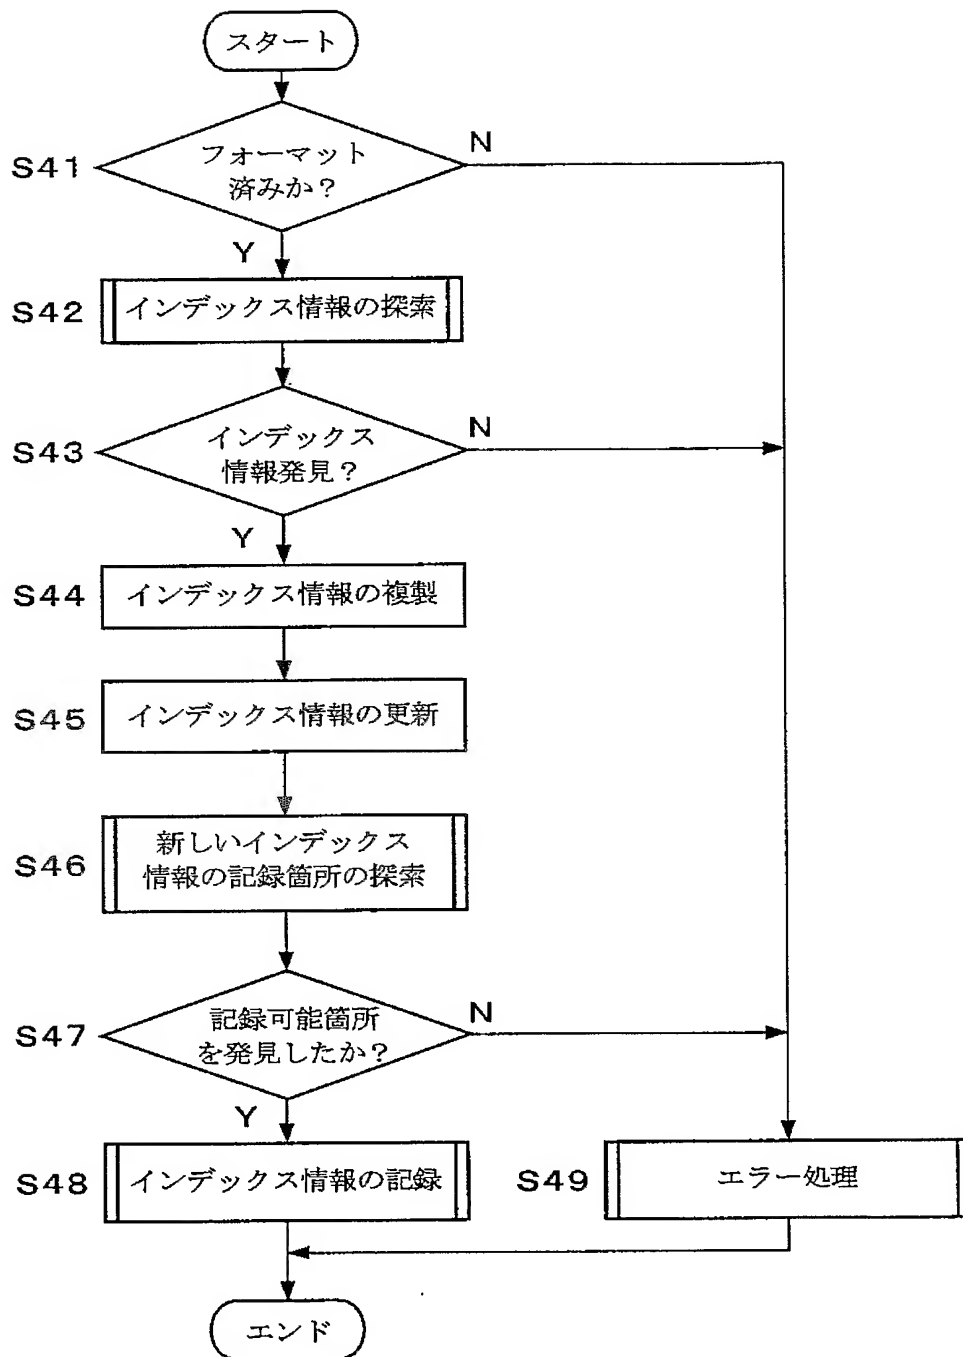 スタート
S41
フォーマット
済みか？
N
Y
S42
インデックス情報の探索
S43
インデックス
情報発見？
N
Y
S44
インデックス情報の複製
S45
インデックス情報の更新
S46
新しいインデックス
情報の記録箇所の探索
S47
記録可能箇所
を発見したか？
N
Y
S48
インデックス情報の記録
S49
エラー処理
エンド